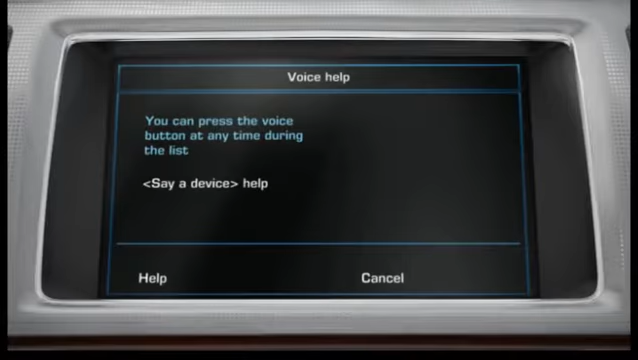 Voice help
You can press the voice
button at any time during
the list
<Say a device> help
Help
Cancel